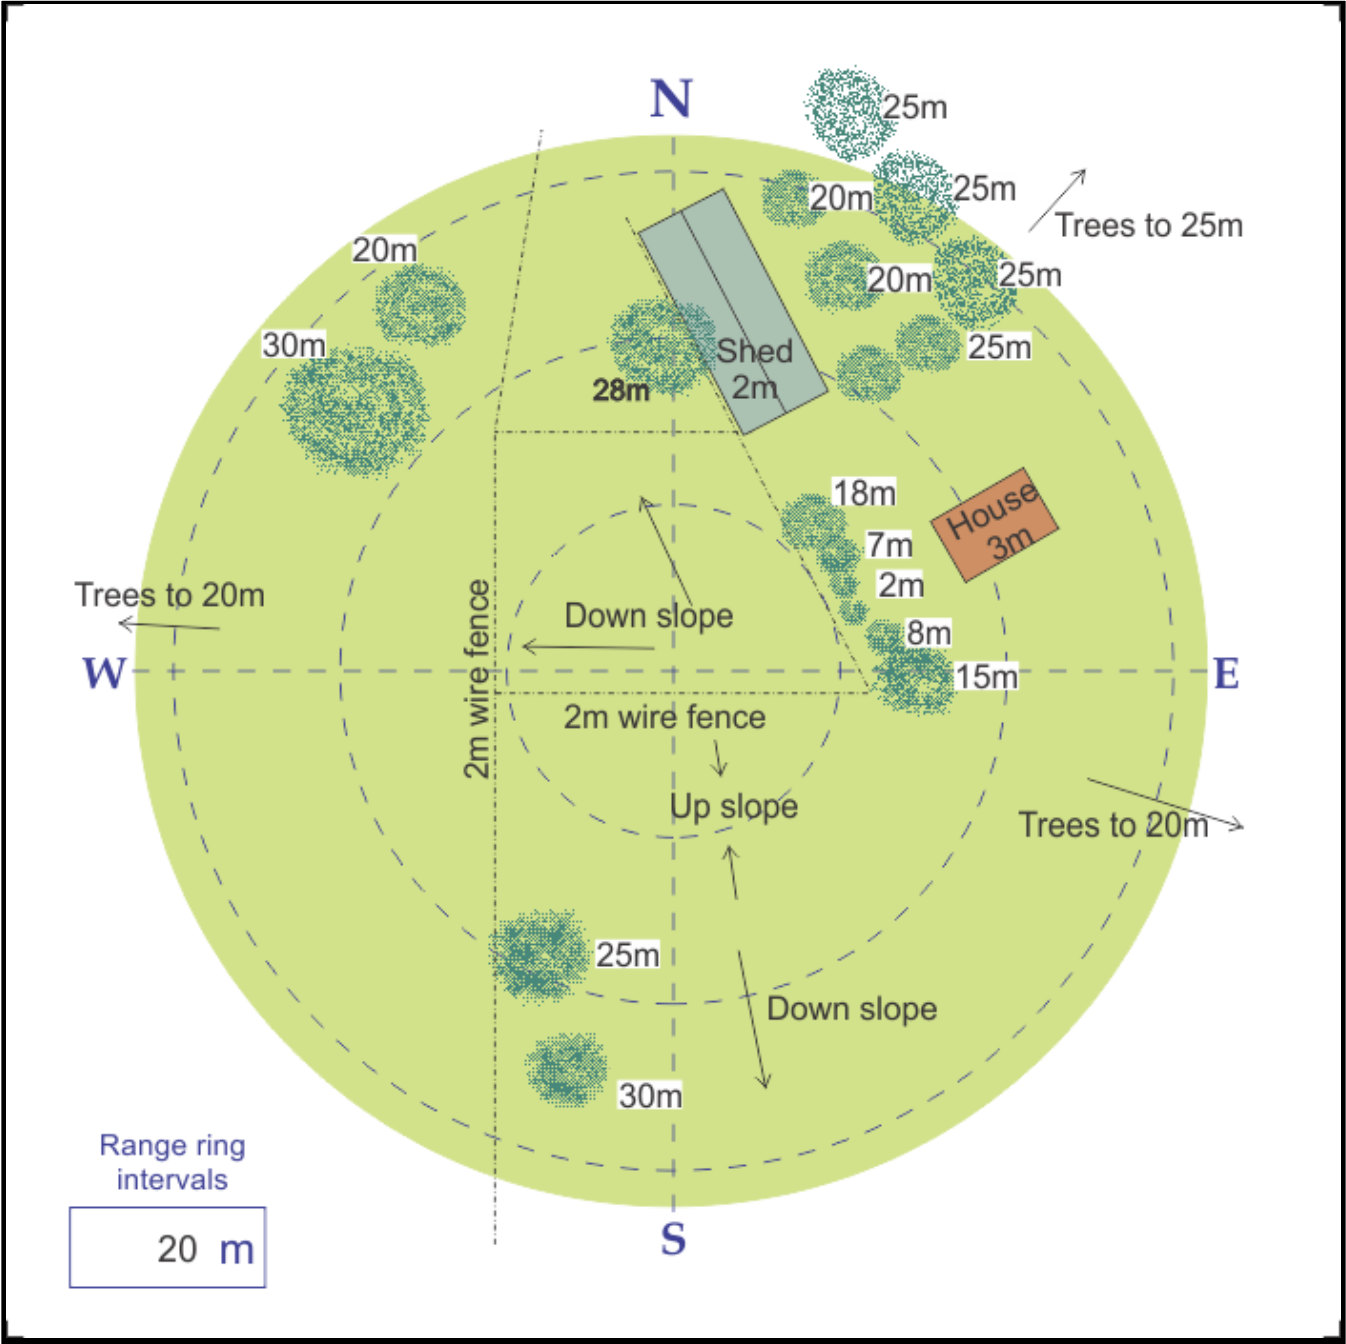 N
25m
20m
25m
Trees to 25m
20m
20m
25m
30m
25m
Shed
2m
28m
18m
House
3m
7m
2m
Trees to 20m
Down slope
8m
W
E
15m
2m wire fence
2m wire fence
Up slope
Trees to 20m
25m
Down slope
30m
Range ring
intervals
S
20 m